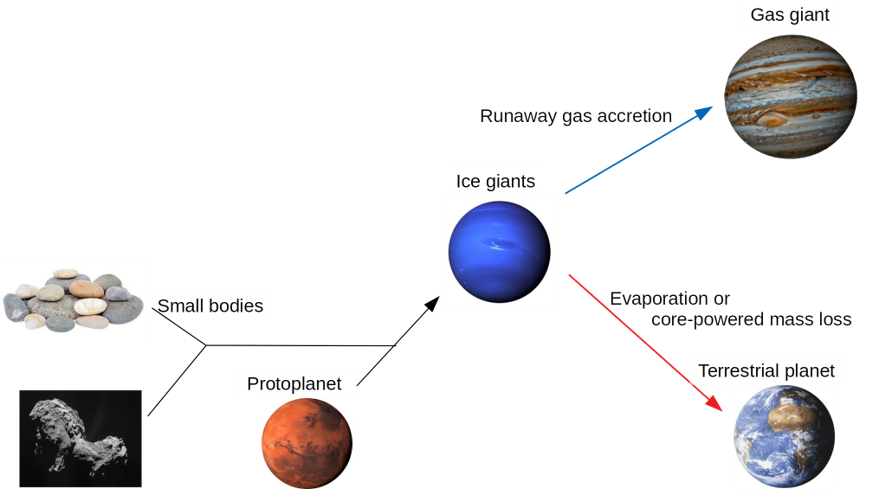 Gas giant
Runaway gas accretion
Ice giants
Small bodies
Evaporation or
core-powered mass loss
Protoplanet
Terrestrial planet